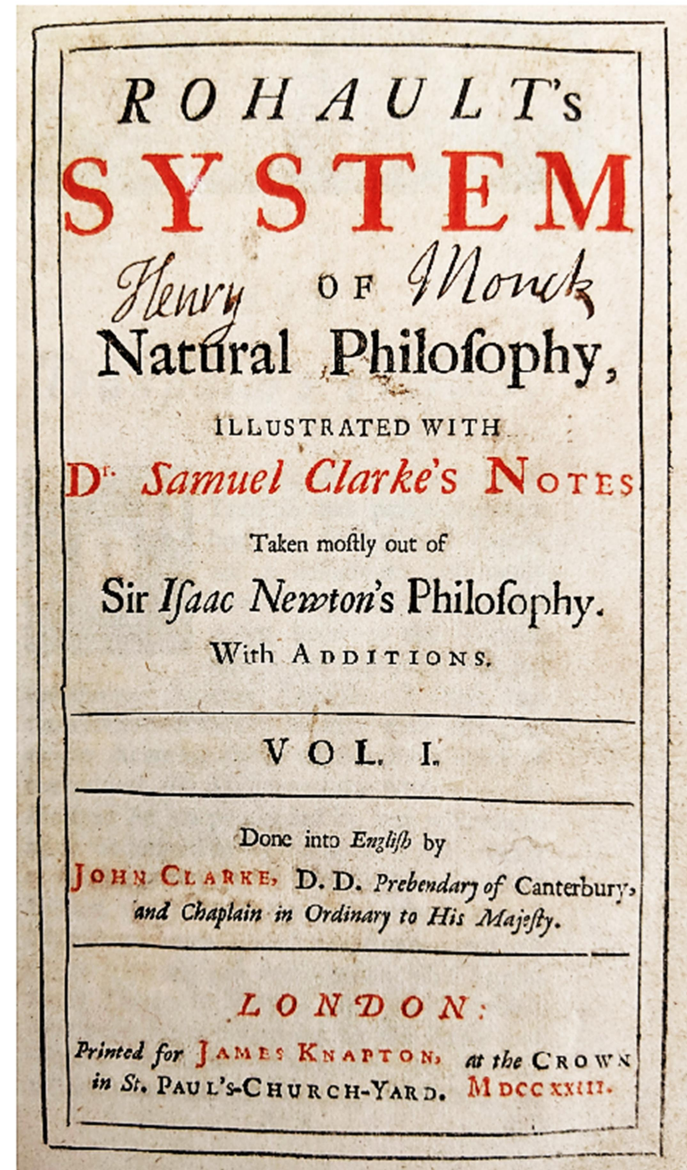 ROHAULT's
SYSTEM
Henry OF Monck
Natural Philoſophy,
ILLUSTRATED WITH
Dr. Samuel Clarke's NOTES
Taken moſtly out of
Sir Iſaac Newton's Philoſophy.
With ADDITIONS.
VOL. I.
Done into Engliſh by
JOHN CLARKE, D. D. Prebendary of Canterbury,
and Chaplain in Ordinary to His Majeſty.
LONDON:
Printed for JAMES KNAPTON, at the CROWN
in St. PAUL'S-CHURCH-YARD. MDCCXXIII.